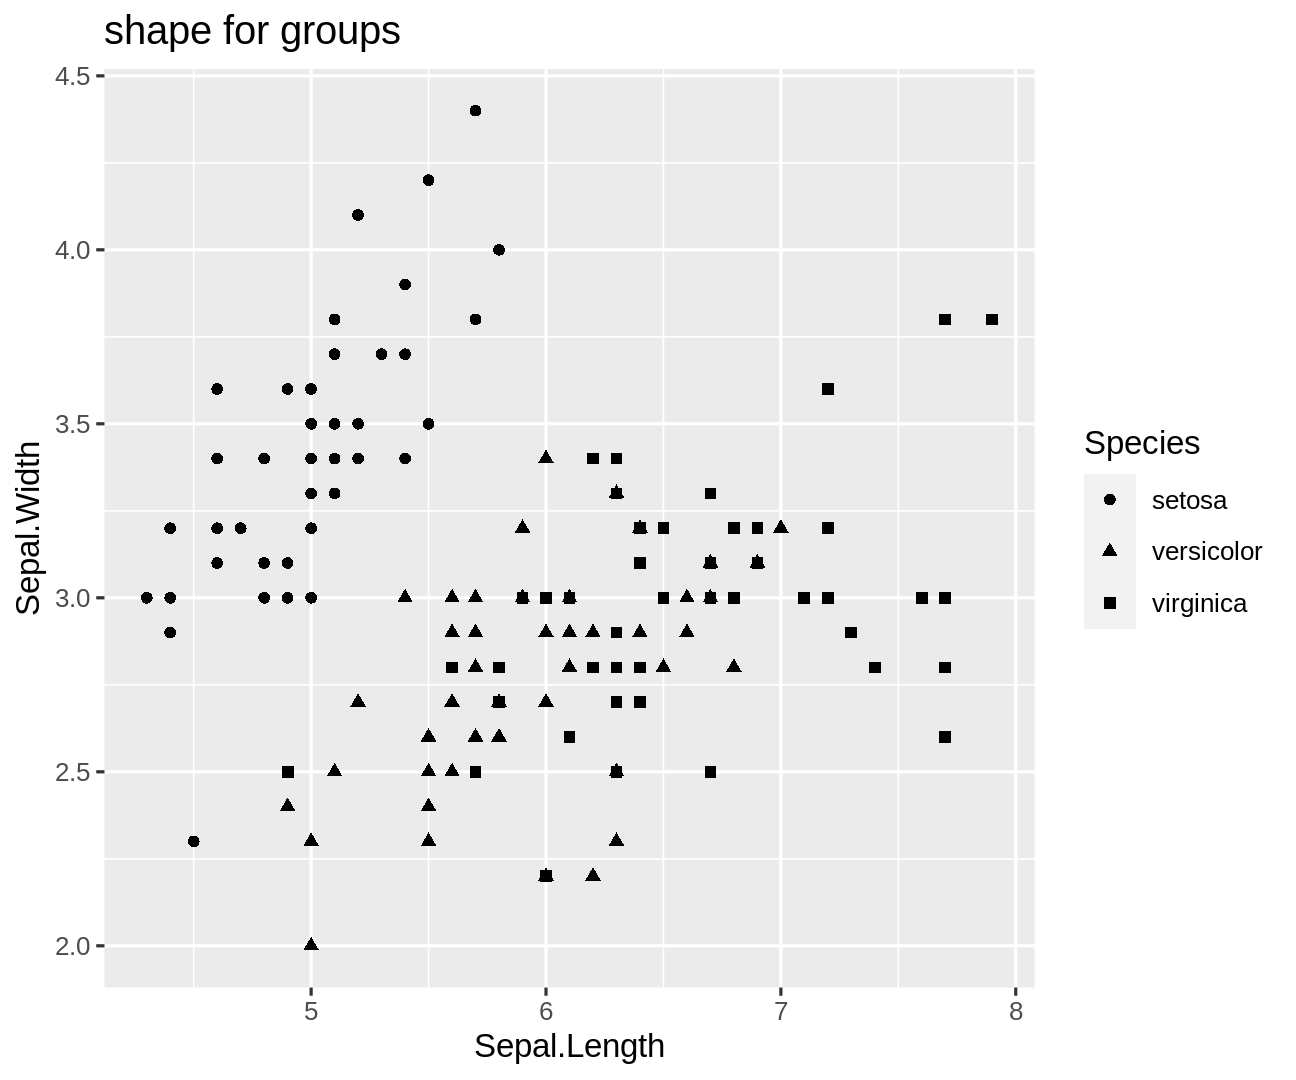 shape for groups
4.5
4.0
3.5
3.0
2.5
2.0
Sepal.Width
5 6 7 8
Sepal.Length
Species
setosa
versicolor
virginica